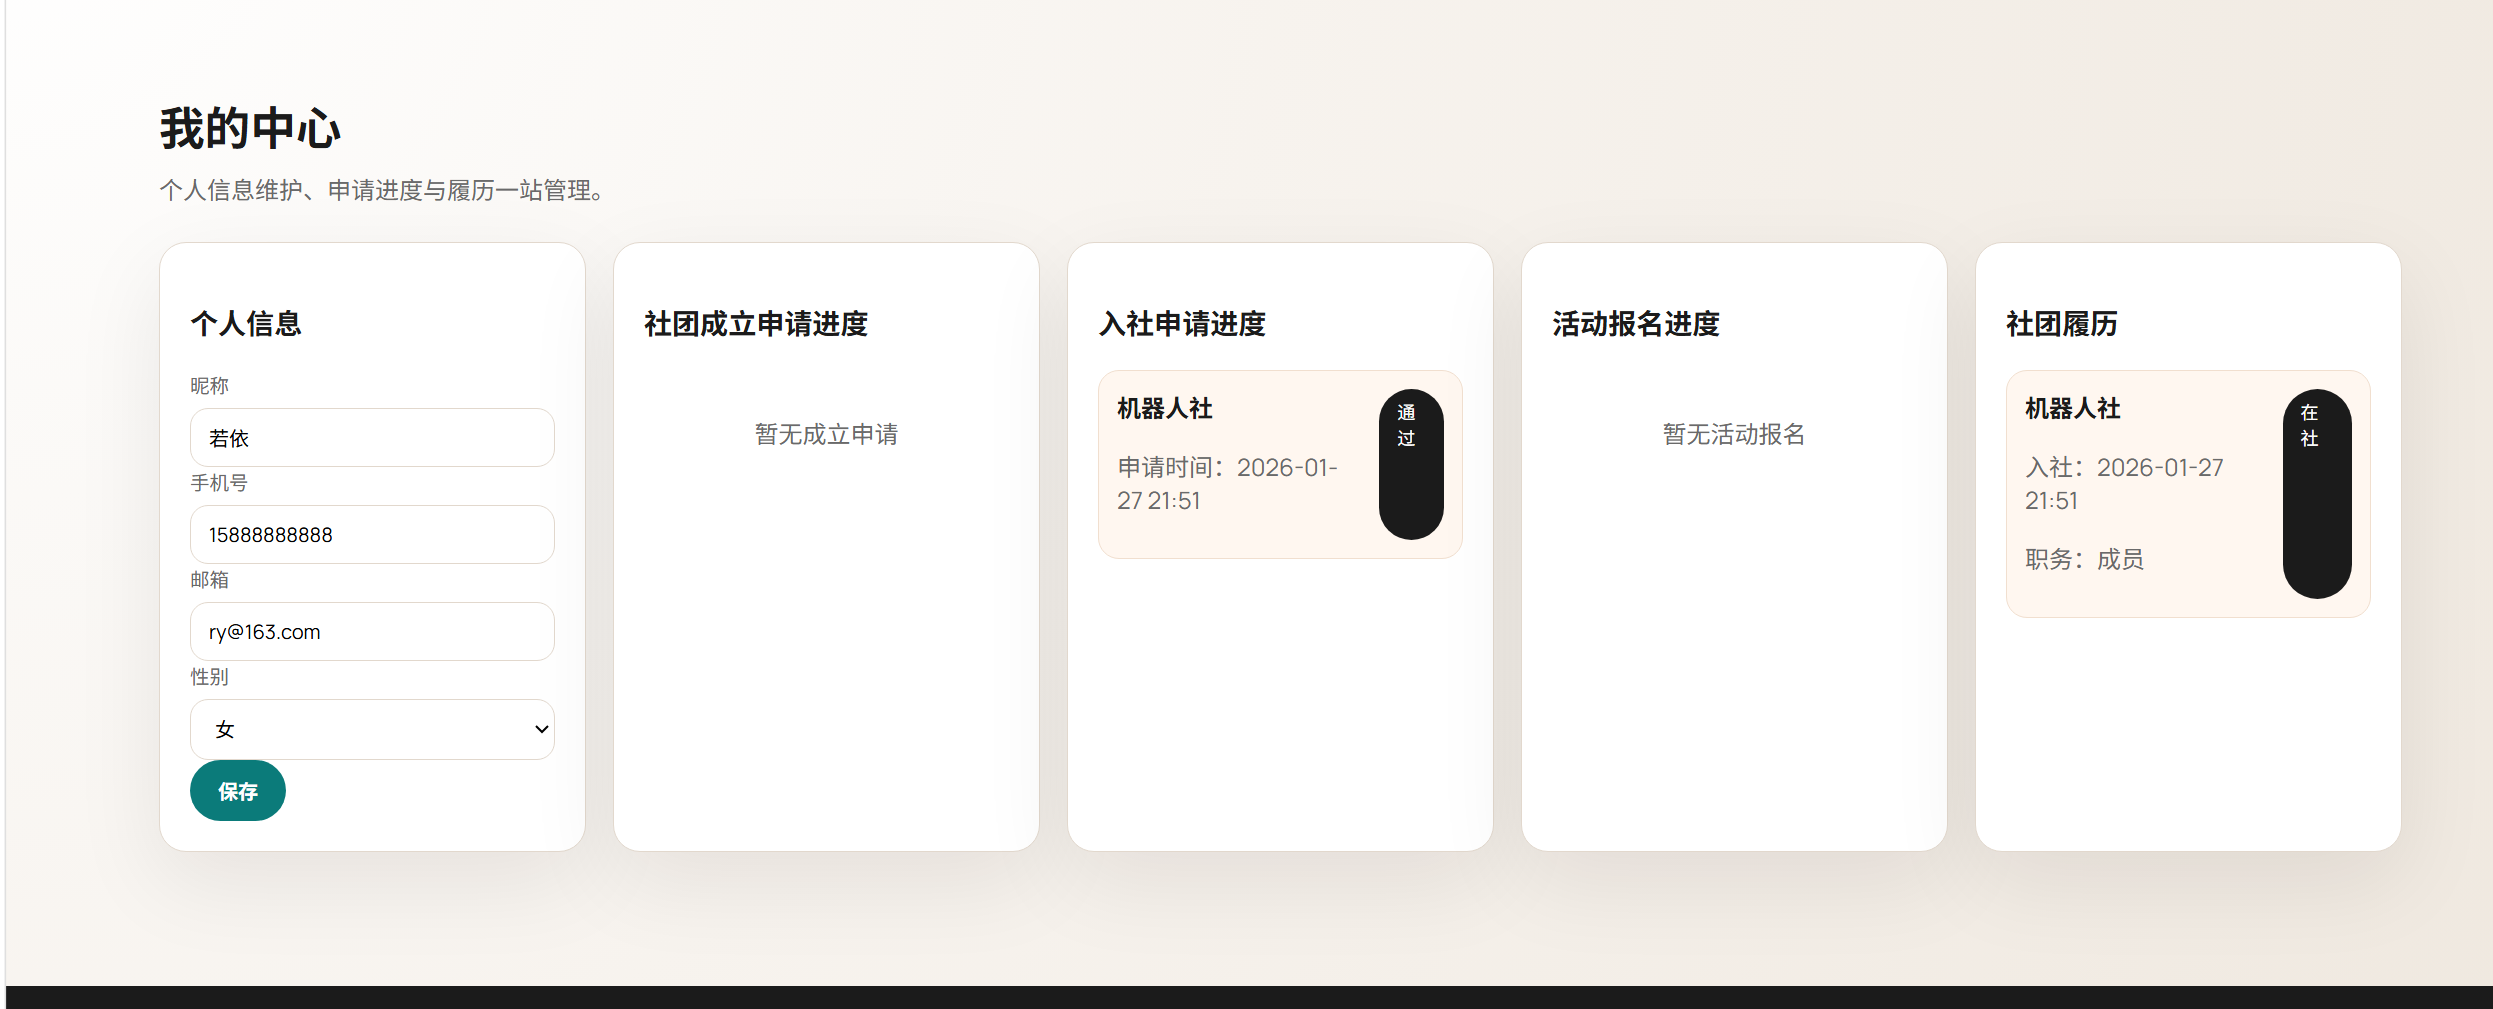 我的中心
个人信息维护、申请进度与履历一站管理。
个人信息
昵称
若依
手机号
15888888888
邮箱
ry@163.com
性别
女
保存
社团成立申请进度
暂无成立申请
入社申请进度
机器人社
申请时间：2026-01-
27 21:51
通
过
活动报名进度
暂无活动报名
社团履历
机器人社
入社：2026-01-27
21:51
职务：成员
在
社